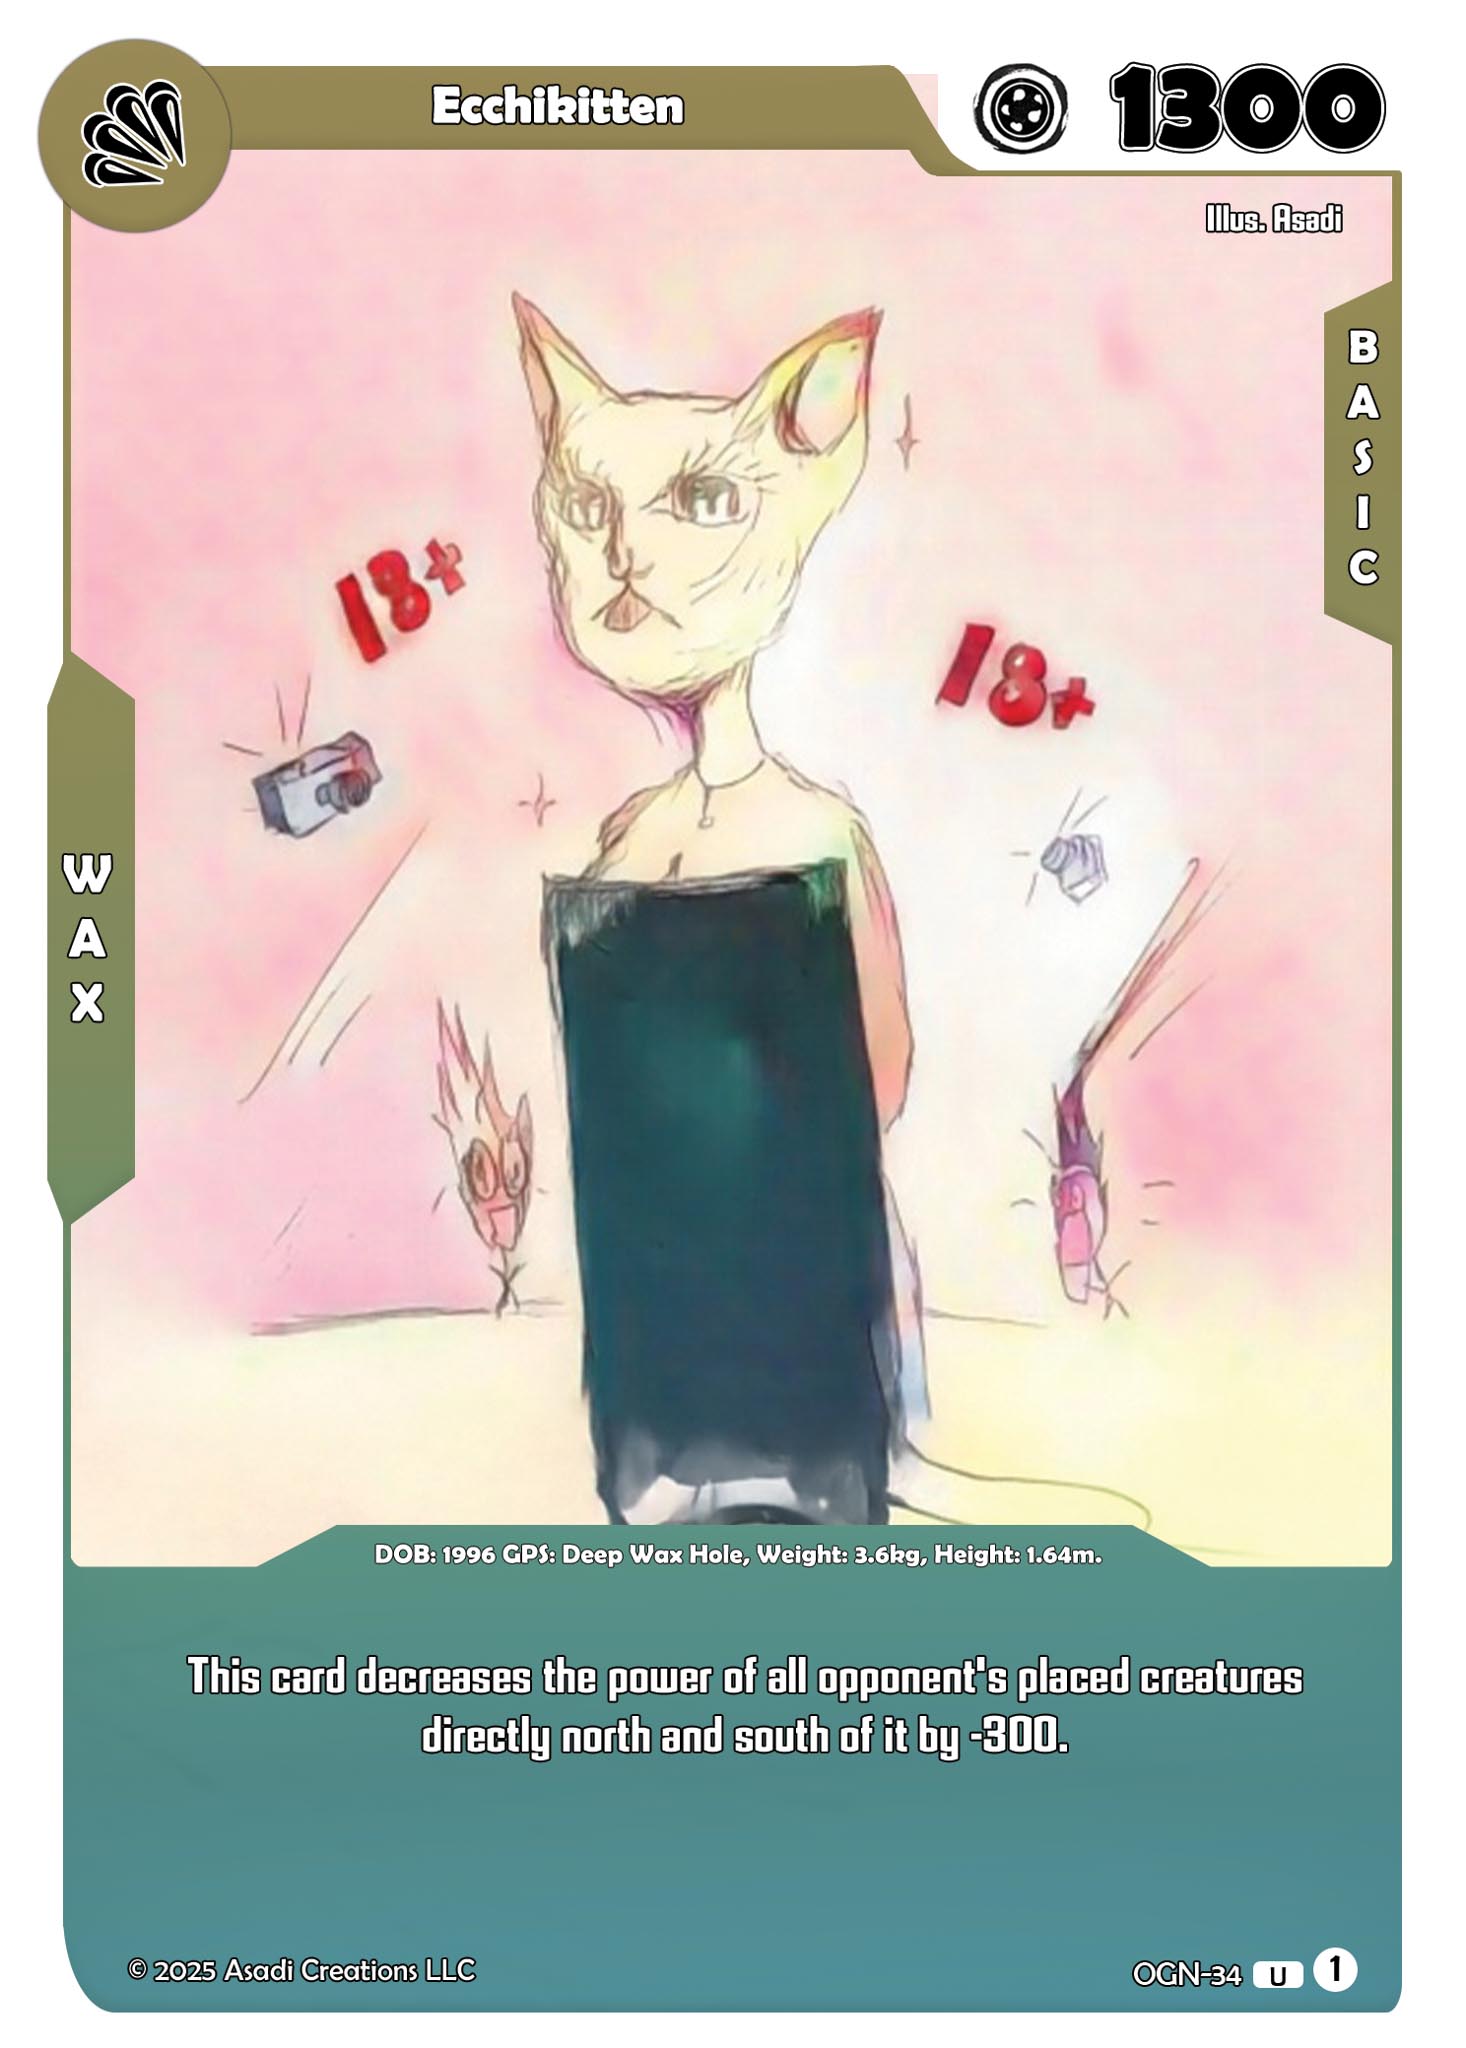 Ecchikitten
1300
Illus. Asadi
BASIC
18+
18+
WAX
DOB: 1996 GPS: Deep Wax Hole, Weight: 3.6kg, Height: 1.64m.
This card decreases the power of all opponent's placed creatures
directly north and south of it by -300.
© 2025 Asadi Creations LLC
OGN-34 U 1